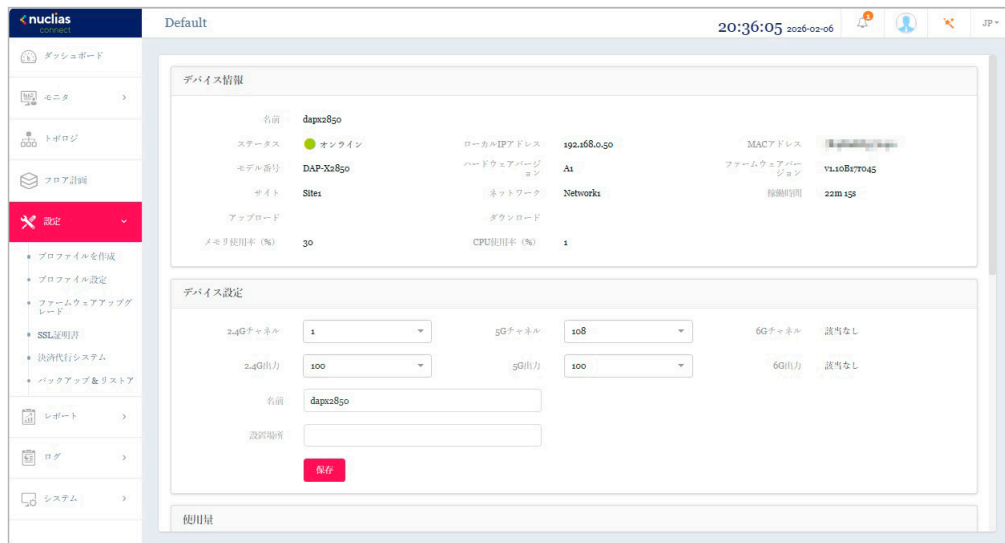 nuclias
connect
Default
20:36:05 2026-02-06
1
JP
ダッシュボード
モニタ
トポロジ
フロア計画
設定
プロファイルを作成
プロファイル設定
ファームウェアアップグ
レード
SSL証明書
決済代行システム
バックアップ&リストア
レポート
ログ
システム
デバイス情報
名前 dapx2850
ステータス オンライン ローカルIPアドレス 192.168.0.50 MACアドレス
モデル番号 DAP-X2850 ハードウェアバージ
ョン A1 ファームウェアバー
ジョン v1.10B17T045
サイト Site1 ネットワーク Network1 稼働時間 22m 15s
アップロード ダウンロード
メモリ使用率(%) 30 CPU使用率(%) 1
デバイス設定
2.4Gチャネル 1 5Gチャネル 108 6Gチャネル 該当なし
2.4G出力 100 5G出力 100 6G出力 該当なし
名前 dapx2850
設置場所
保存
使用量